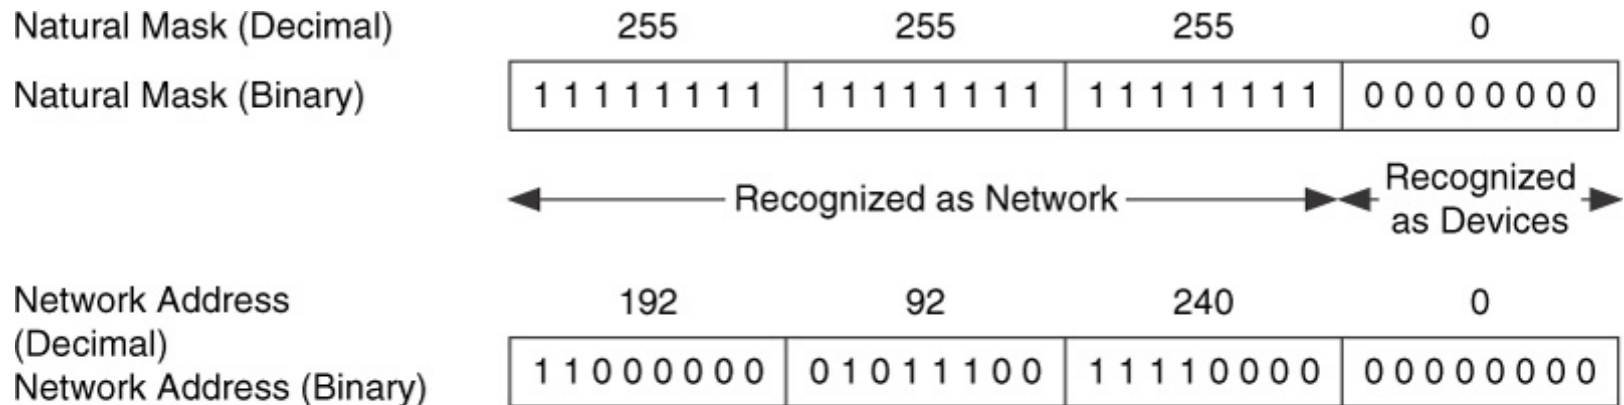 Natural Mask (Decimal) 255 255 255 0
Natural Mask (Binary) 1 1 1 1 1 1 1 1 1 1 1 1 1 1 1 1 1 1 1 1 1 1 1 1 0 0 0 0 0 0 0 0
Recognized as Network Recognized as Devices
Network Address (Decimal) 192 92 240 0
Network Address (Binary) 1 1 0 0 0 0 0 0 0 1 0 1 1 1 0 0 1 1 1 1 0 0 0 0 0 0 0 0 0 0 0 0